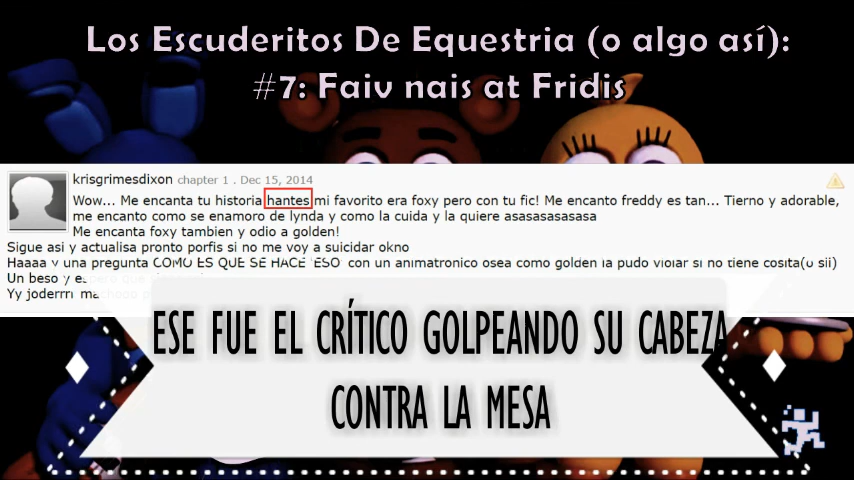 Los Escuderitos De Equestria (o algo así):
#7: Faiv nais at Fridis
krisgrimesdixon chapter 1 . Dec 15, 2014
Wow... Me encanta tu historia hantes mi favorito era foxy pero con tu fic! Me encanto freddy es tan... Tierno y adorable,
me encanto como se enamoro de lynda y como la cuida y la quiere asasasasasasa
Me encanta foxy tambien y odio a golden!
Sigue asi y actualisa pronto porfis si no me voy a suicidar okno
Haaaa y una pregunta COMO ES QUE SE HACE "ESO" con un animatronico osea como golden la pudo violar si no tiene cosita(u sii)
Un beso y
Yy joderrrr
ESE FUE EL CRÍTICO GOLPEANDO SU CABEZA
CONTRA LA MESA